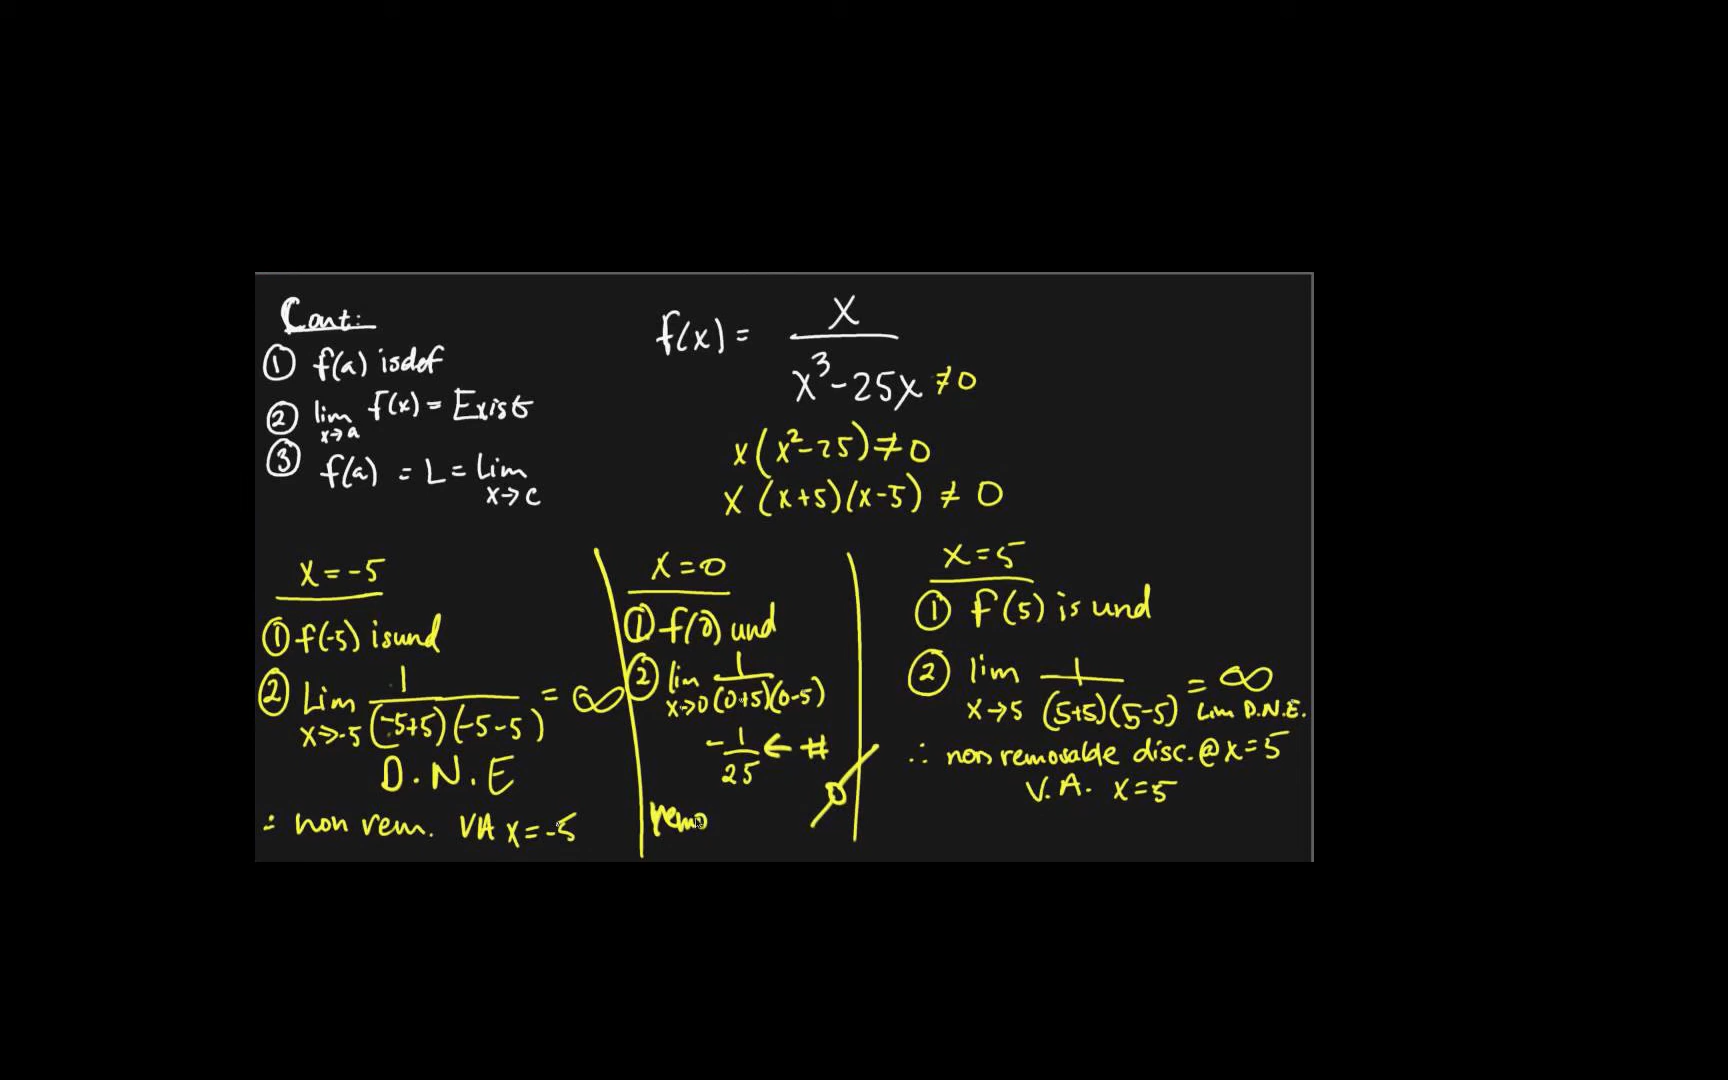 Cont:
① f(a) is def
② lim x→a f(x) = Exist
③ f(a) = L = Lim x→c
f(x) = x / x³-25x ≠0
x(x²-25)≠0
x (x+5)(x-5) ≠ 0
x=-5
① f(-5) is und
② Lim x→-5 1 / (-5+5)(-5-5) = ∞
D.N.E
∴ non rem. VA x=-5
x=0
① f(0) und
② lim x→0 1 / (0+5)(0-5)
-1/25 ← #
remo
x=5
① f(5) is und
② lim x→5 1 / (5+5)(5-5) = ∞
Lim D.N.E.
∴ non removable disc. @ x=5
V.A. x=5